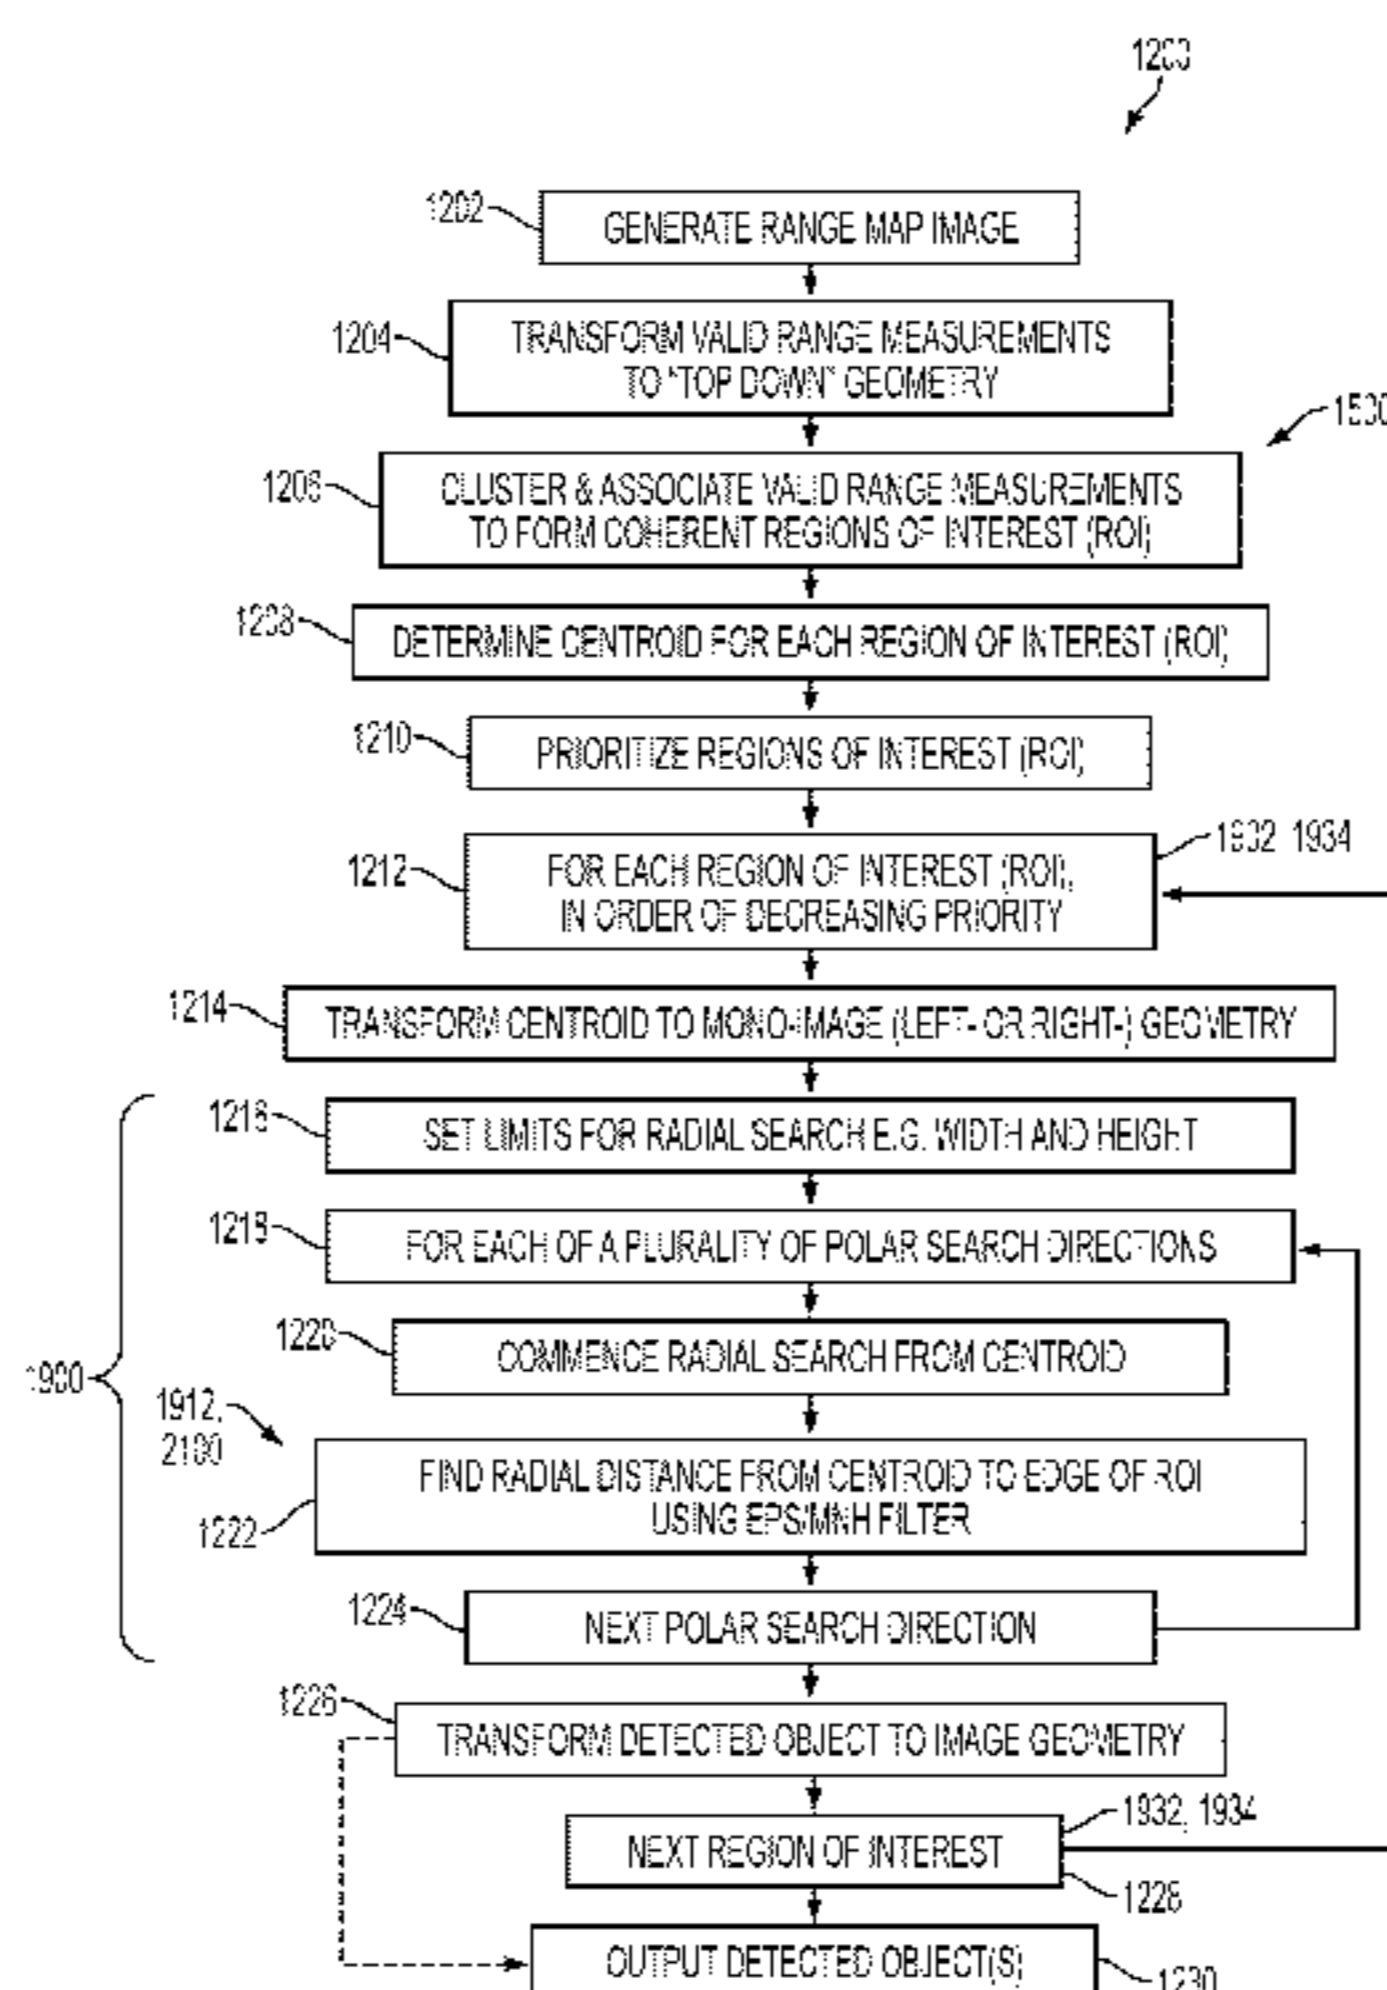 1200
1202
GENERATE RANGE MAP IMAGE
1204
TRANSFORM VALID RANGE MEASUREMENTS
TO "TOP DOWN" GEOMETRY
1500
1206
CLUSTER & ASSOCIATE VALID RANGE MEASUREMENTS
TO FORM COHERENT REGIONS OF INTEREST (ROI)
1208
DETERMINE CENTROID FOR EACH REGION OF INTEREST (ROI)
1210
PRIORITIZE REGIONS OF INTEREST (ROI)
1932, 1934
1212
FOR EACH REGION OF INTEREST (ROI),
IN ORDER OF DECREASING PRIORITY
1214
TRANSFORM CENTROID TO MONO-IMAGE (LEFT- OR RIGHT-) GEOMETRY
1216
SET LIMITS FOR RADIAL SEARCH E.G. WIDTH AND HEIGHT
1218
FOR EACH OF A PLURALITY OF POLAR SEARCH DIRECTIONS
1220
COMMENCE RADIAL SEARCH FROM CENTROID
1900
1912,
2100
FIND RADIAL DISTANCE FROM CENTROID TO EDGE OF ROI
USING EPS/MNH FILTER
1222
1224
NEXT POLAR SEARCH DIRECTION
1226
TRANSFORM DETECTED OBJECT TO IMAGE GEOMETRY
1932, 1934
NEXT REGION OF INTEREST
1228
OUTPUT DETECTED OBJECT(S)
1230